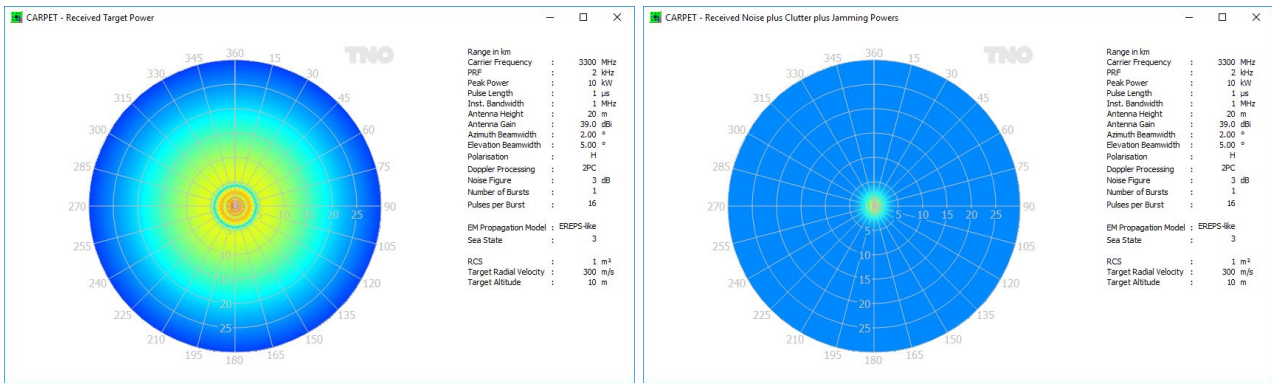 CARPET - Received Target Power
TNO
Range in km
Carrier Frequency : 3300 MHz
PRF : 2 kHz
Peak Power : 10 kW
Pulse Length : 1 µs
Inst. Bandwidth : 1 MHz
Antenna Height : 20 m
Antenna Gain : 39.0 dBi
Azimuth Beamwidth : 2.00 °
Elevation Beamwidth : 5.00 °
Polarisation : H
Doppler Processing : 2PC
Noise Figure : 3 dB
Number of Bursts : 1
Pulses per Burst : 16
EM Propagation Model : EREPS-like
Sea State : 3
RCS : 1 m²
Target Radial Velocity : 300 m/s
Target Altitude : 10 m
360
345 15
330 30
315 45
300 60
285 75
270 5 10 15 20 25 90
5
255 105
10
240 15 120
20
225 135
25
210 150
195 165
180
CARPET - Received Noise plus Clutter plus Jamming Powers
TNO
Range in km
Carrier Frequency : 3300 MHz
PRF : 2 kHz
Peak Power : 10 kW
Pulse Length : 1 µs
Inst. Bandwidth : 1 MHz
Antenna Height : 20 m
Antenna Gain : 39.0 dBi
Azimuth Beamwidth : 2.00 °
Elevation Beamwidth : 5.00 °
Polarisation : H
Doppler Processing : 2PC
Noise Figure : 3 dB
Number of Bursts : 1
Pulses per Burst : 16
EM Propagation Model : EREPS-like
Sea State : 3
RCS : 1 m²
Target Radial Velocity : 300 m/s
Target Altitude : 10 m
360
345 15
330 30
315 45
300 60
285 75
270 5 10 15 20 25 90
5
255 105
10
240 15 120
20
225 135
25
210 150
195 165
180